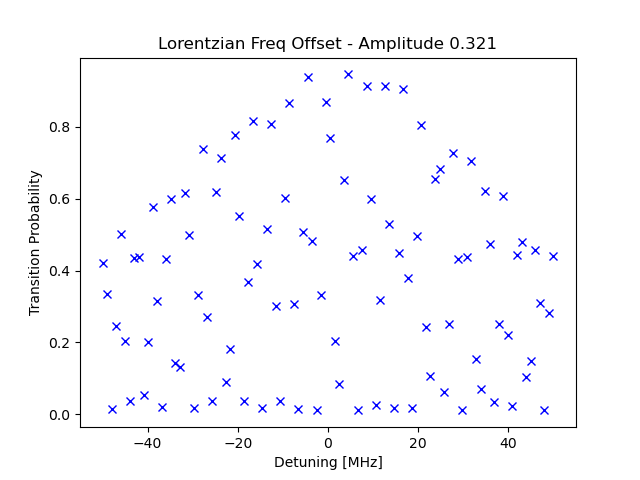 Lorentzian Freq Offset - Amplitude 0.321
Transition Probability
0.8
0.6
0.4
0.2
0.0
−40 −20 0 20 40
Detuning [MHz]